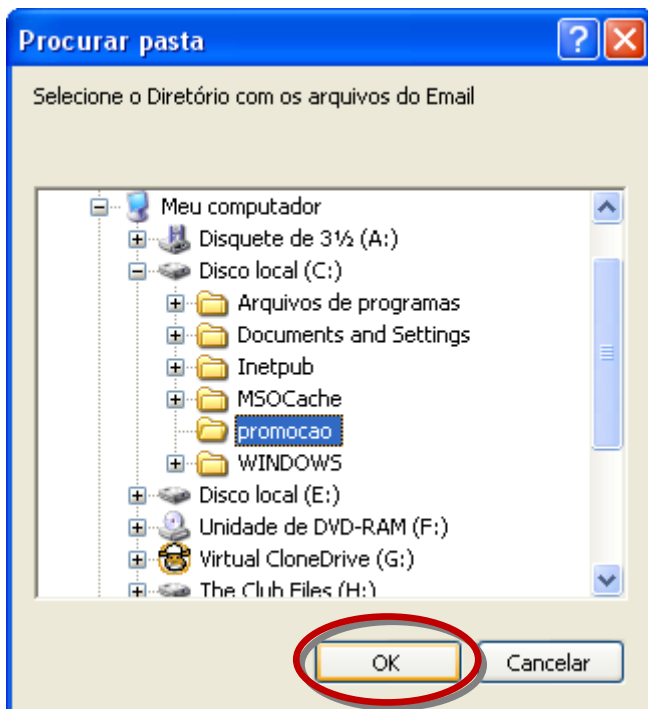 Procurar pasta
Selecione o Diretório com os arquivos do Email
Meu computador
Disquete de 3½ (A:)
Disco local (C:)
Arquivos de programas
Documents and Settings
Inetpub
MSOCache
promocao
WINDOWS
Disco local (E:)
Unidade de DVD-RAM (F:)
Virtual CloneDrive (G:)
The Club Files (H:)
OK Cancelar